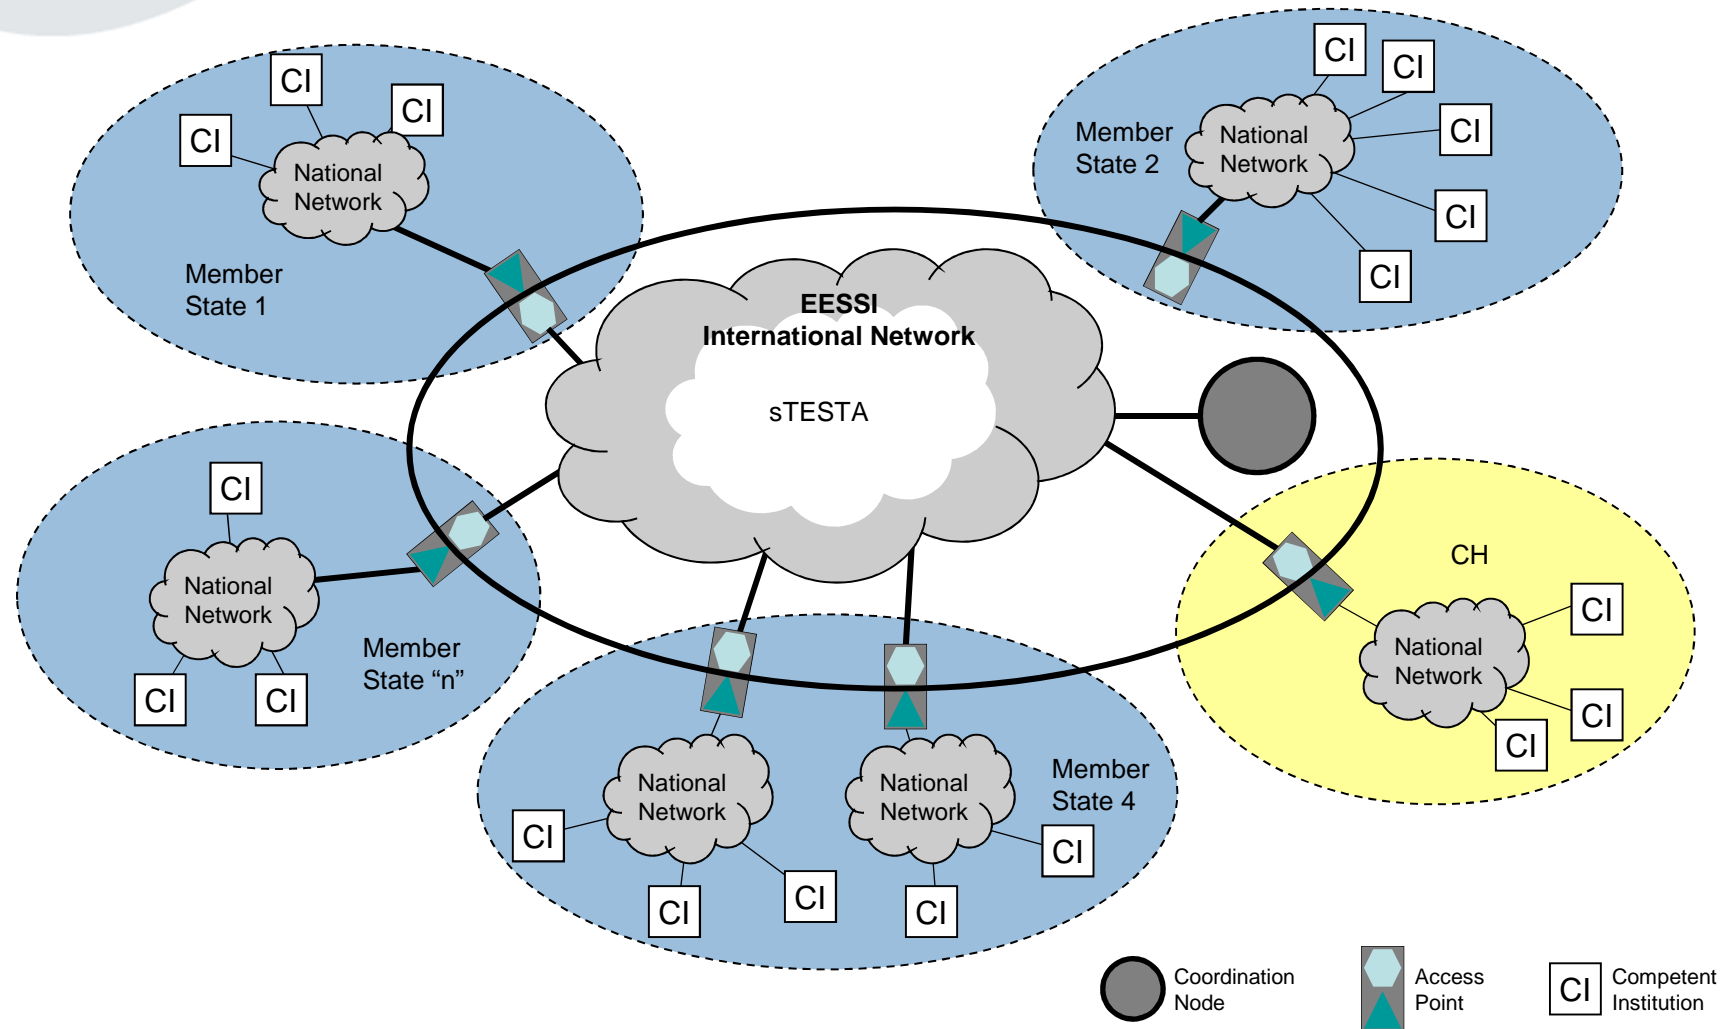 CI
CI
CI
National
Network
Member
State 1
CI
CI
CI
CI
CI
Member
State 2
National
Network
EESSI
International Network
sTESTA
CI
National
Network
CI
CI
Member
State “n”
CH
CI
National
Network
CI
CI
National
Network
National
Network
Member
State 4
CI
CI
CI
CI
CI
Coordination
Node
Access
Point
CI
Competent
Institution